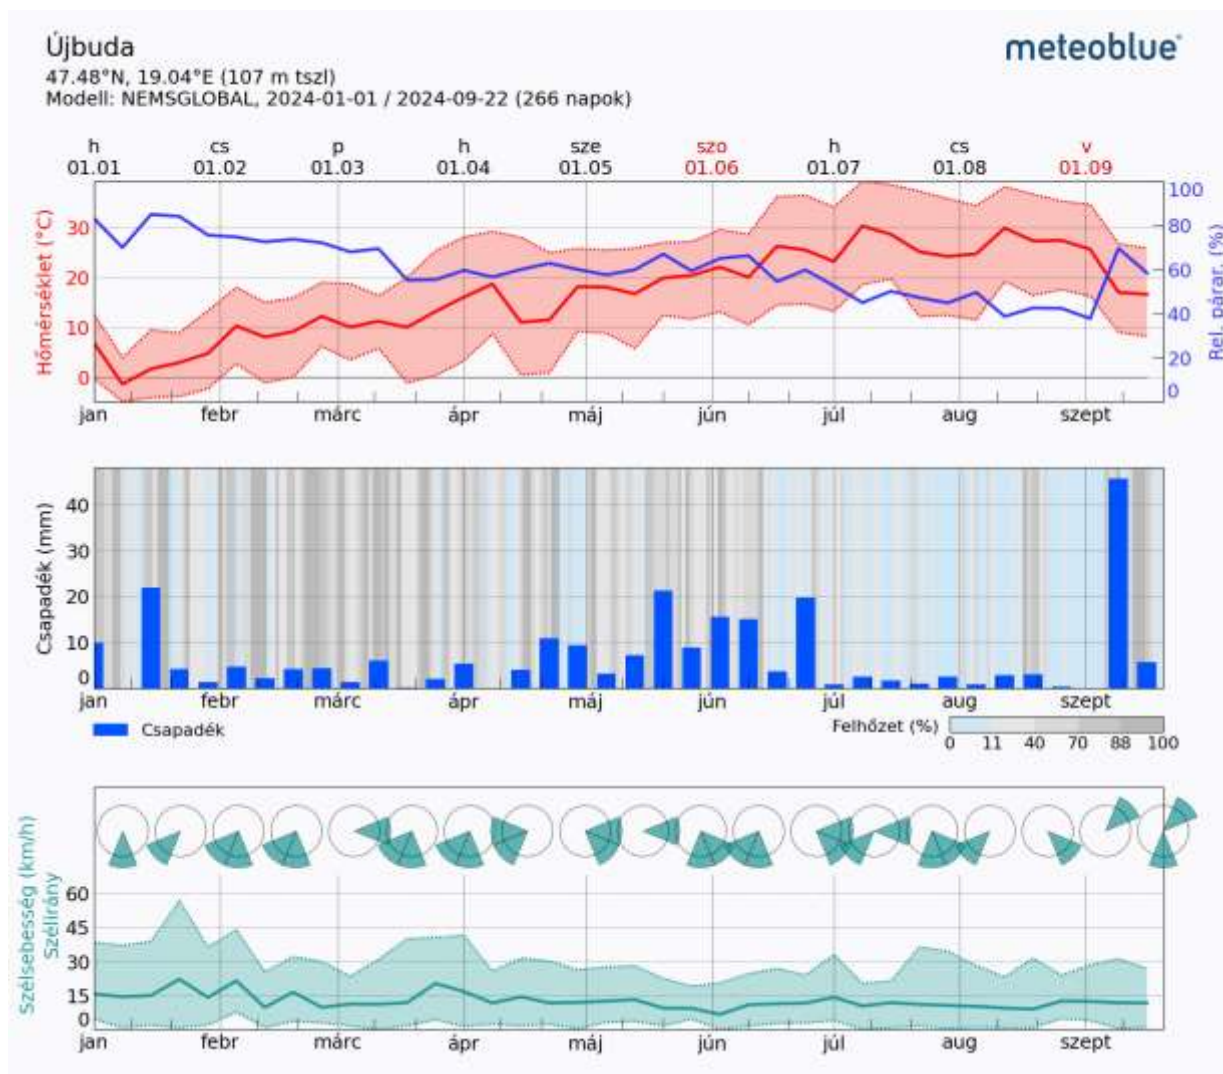 Újbuda
meteoblue
47.48°N, 19.04°E (107 m tszl)
Modell: NEMSGLOBAL, 2024-01-01 / 2024-09-22 (266 napok)
h cs p h sze szo h cs v
01.01 01.02 01.03 01.04 01.05 01.06 01.07 01.08 01.09
Hőmérséklet (°C)
30
20
10
0
100
80
60
40
20
0
Rel. párar. (%)
jan febr márc ápr máj jún júl aug szept
Csapadék (mm)
40
30
20
10
0
jan febr márc ápr máj jún júl aug szept
Csapadék
Felhőzet (%)
0 11 40 70 88 100
Szélsebesség (km/h)
Szélirány
60
45
30
15
0
jan febr márc ápr máj jún júl aug szept